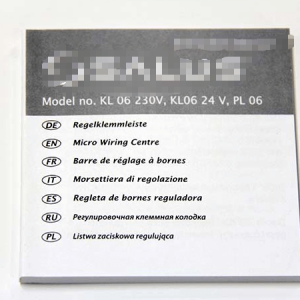 SALUS
Model no. KL 06 230V, KL06 24 V, PL 06
DE Regelklemmleiste
EN Micro Wiring Centre
FR Barre de réglage à bornes
IT Morsettiera di regolazione
ES Regleta de bornes reguladora
RU Регулировочная клеммная колодка
PL Listwa zaciskowa regulująca